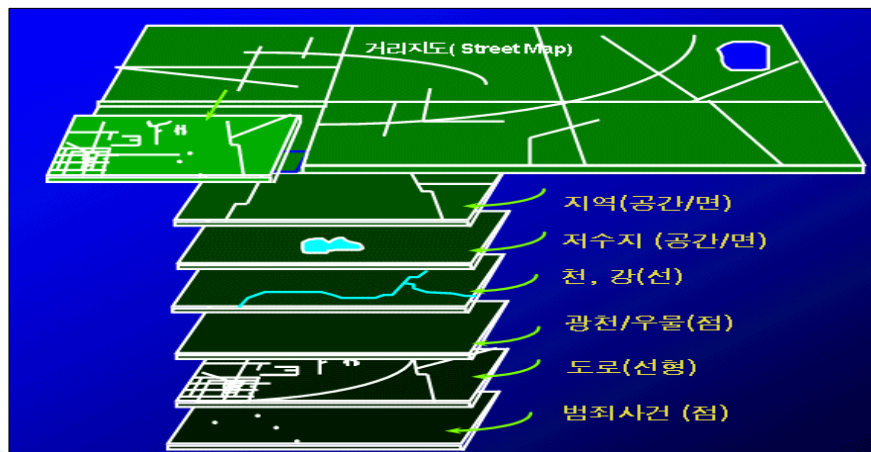 거리지도( Street Map)
지역(공간/면)
저수지 (공간/면)
천, 강(선)
광천/우물(점)
도로(선형)
범죄사건 (점)